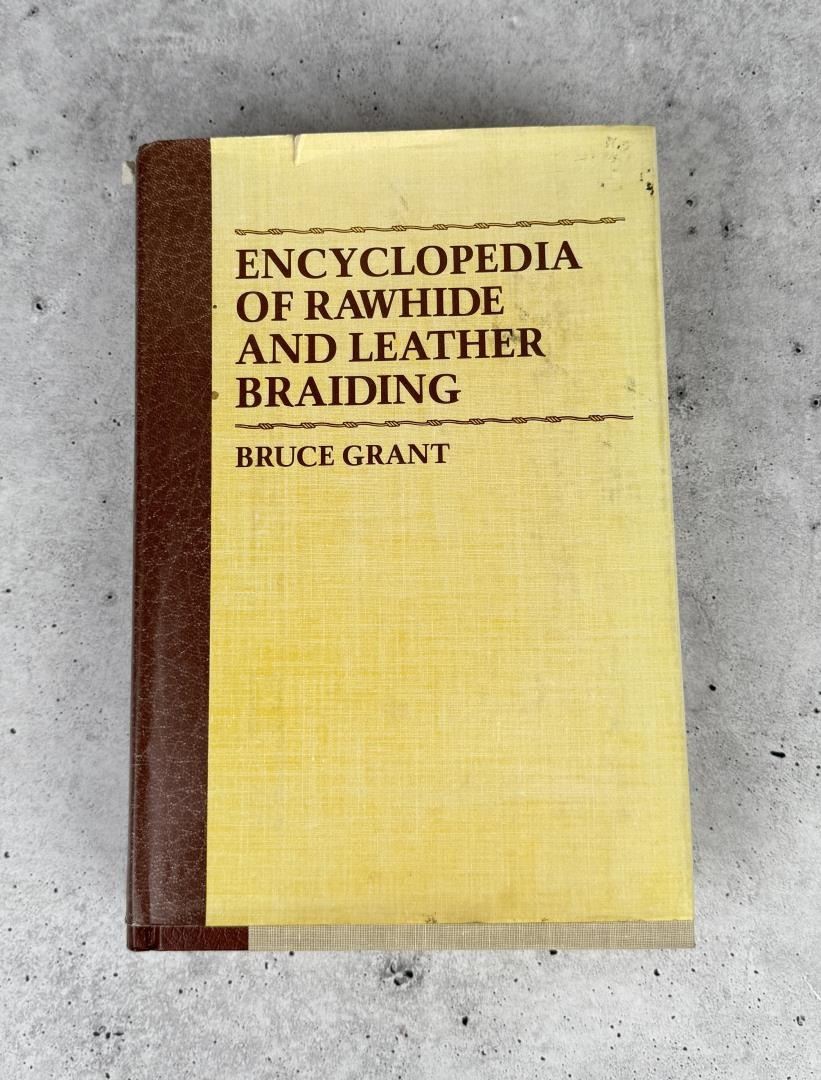 ENCYCLOPEDIA
OF RAWHIDE
AND LEATHER
BRAIDING
BRUCE GRANT